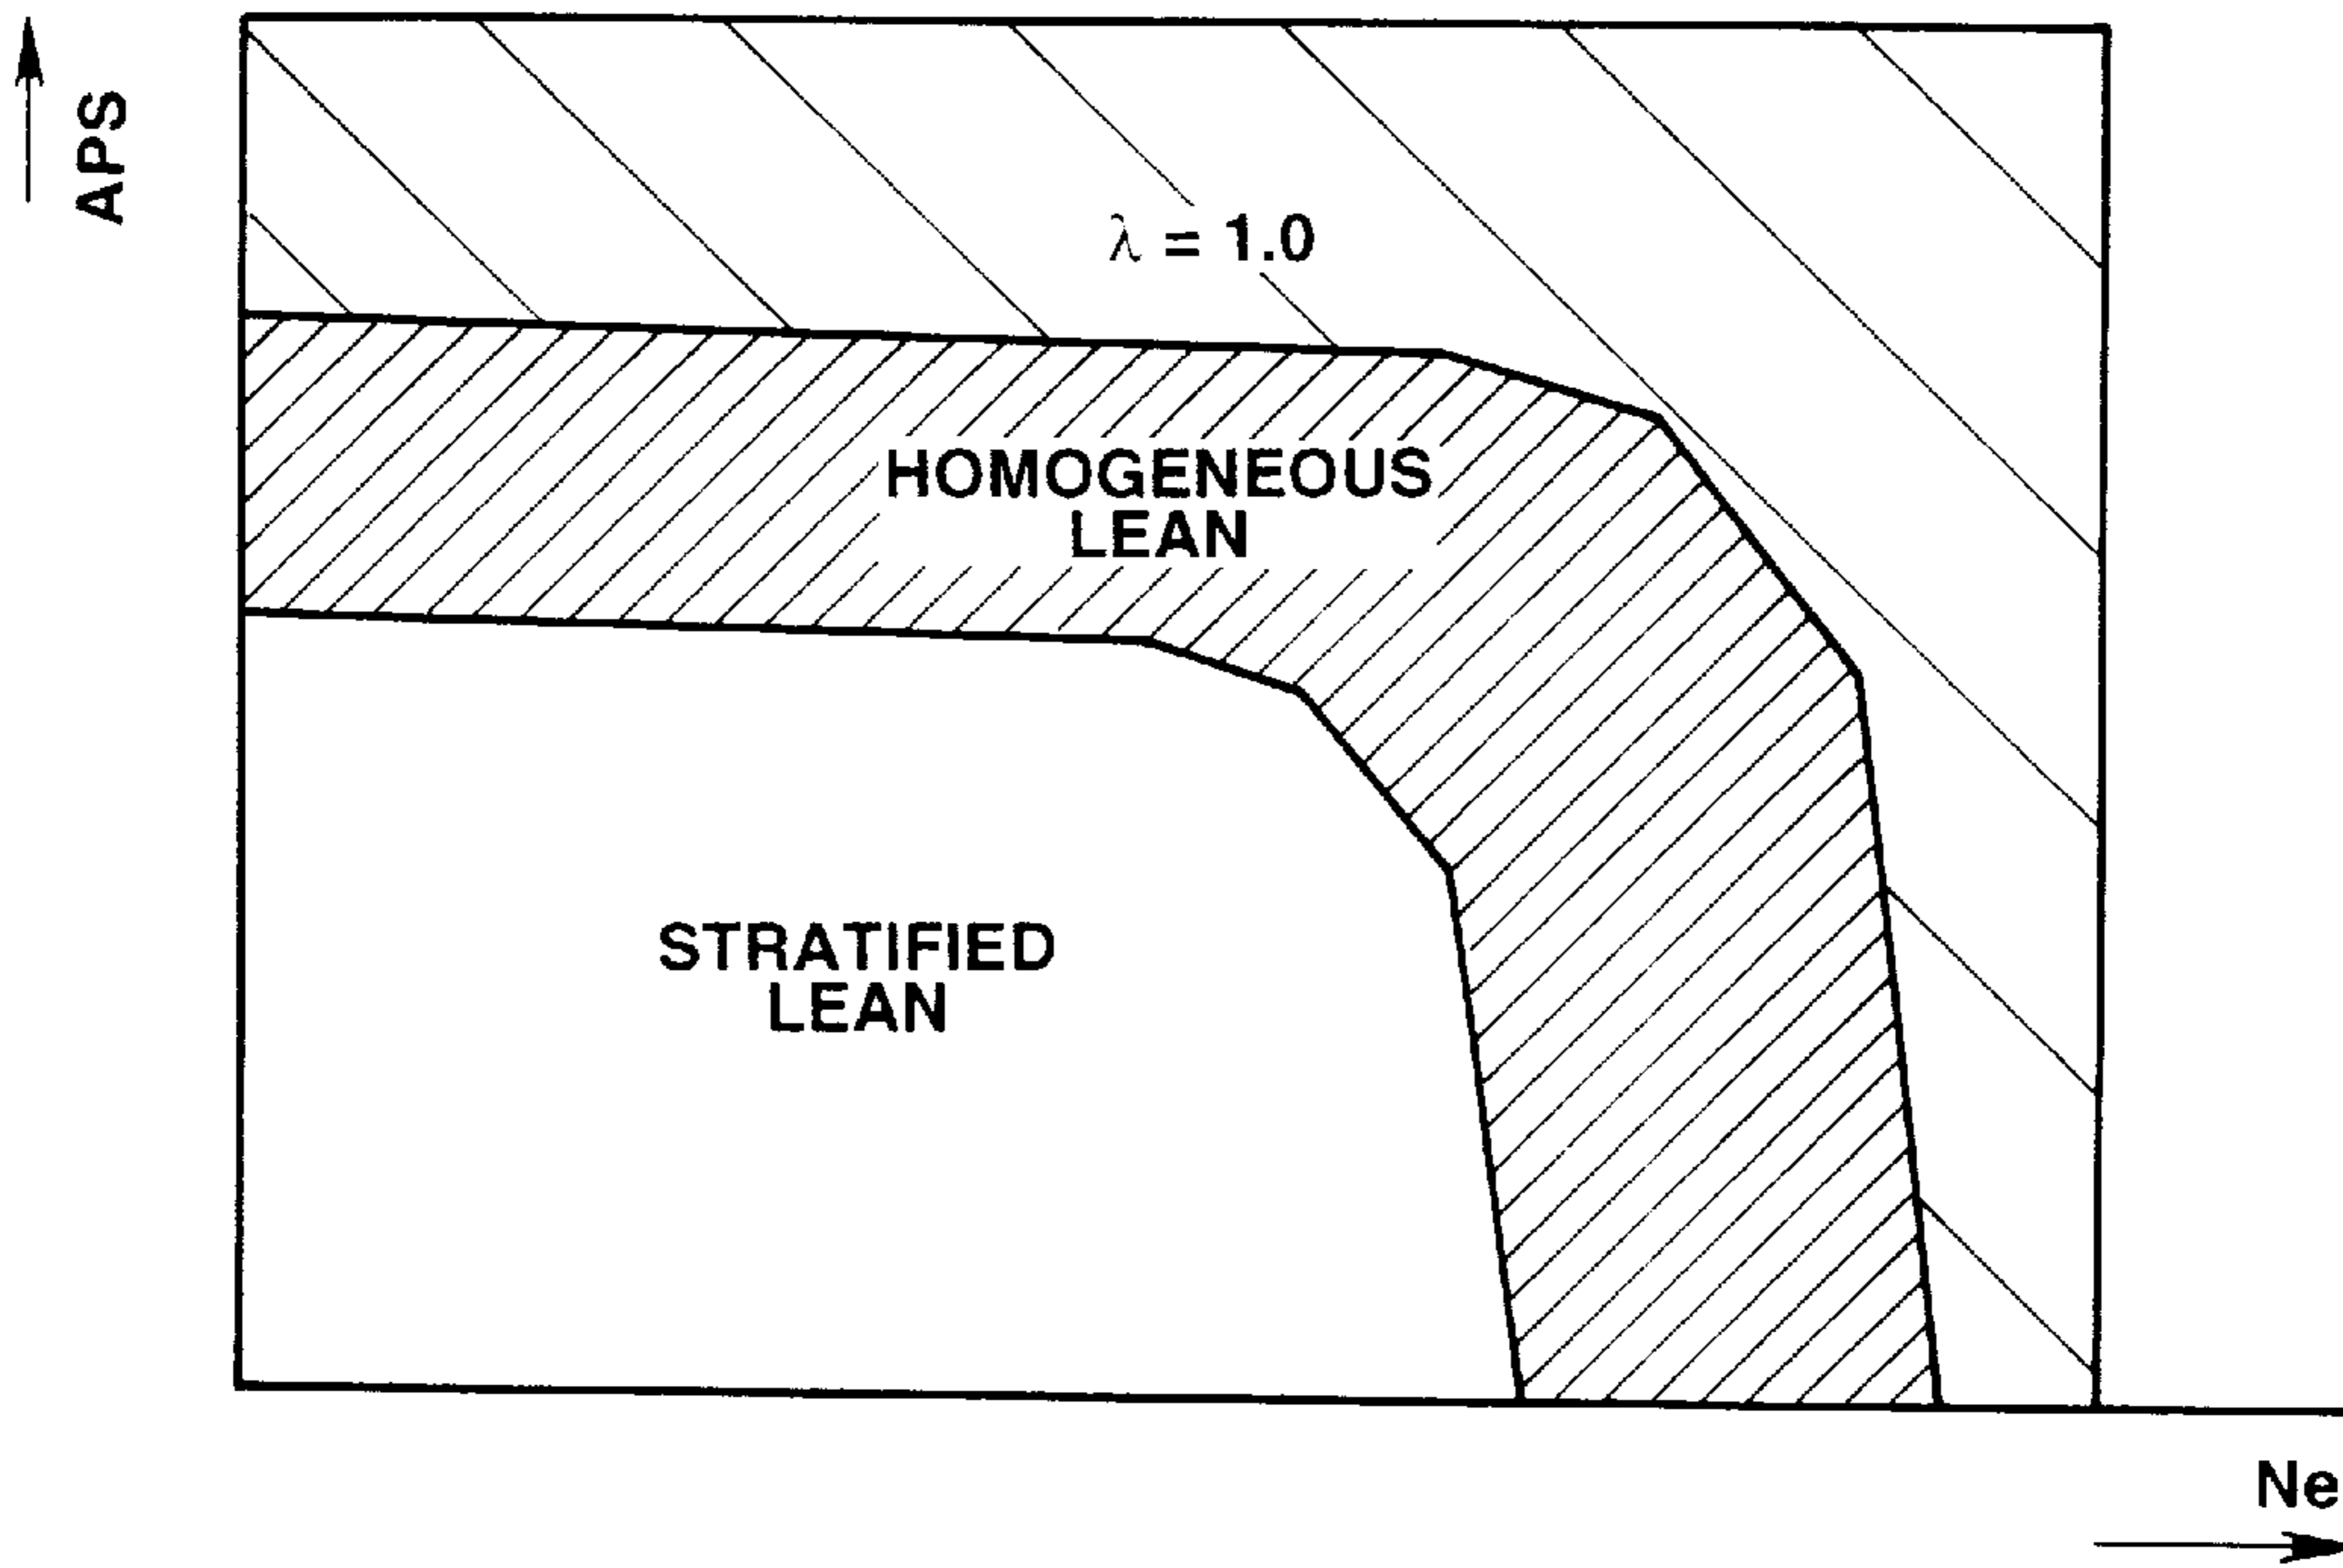 APS
λ = 1.0
HOMOGENEOUS
LEAN
STRATIFIED
LEAN
Ne